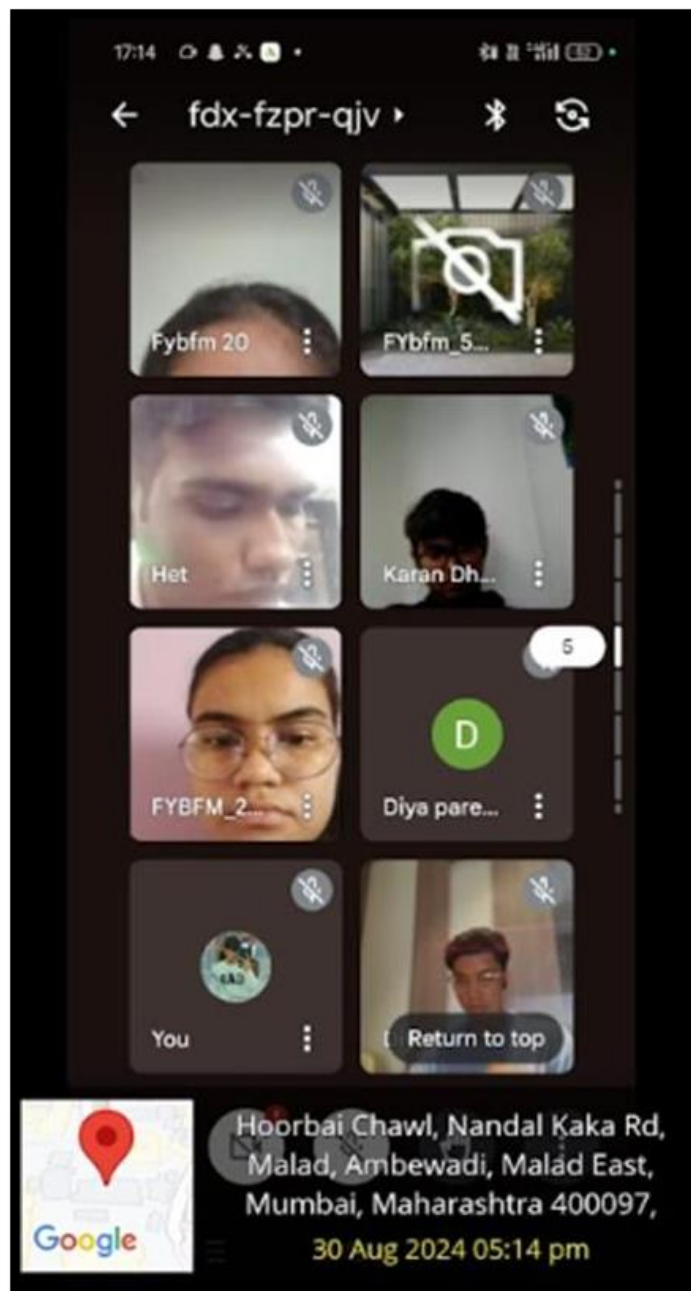 17:14
fdx-fzpr-qjv
Fybfm 20
FYbfm_5...
Het
Karan Dh...
5
FYBFM_2...
D
Diya pare...
You
Return to top
Hoorbai Chawl, Nandal Kaka Rd,
Malad, Ambewadi, Malad East,
Mumbai, Maharashtra 400097,
Google
30 Aug 2024 05:14 pm